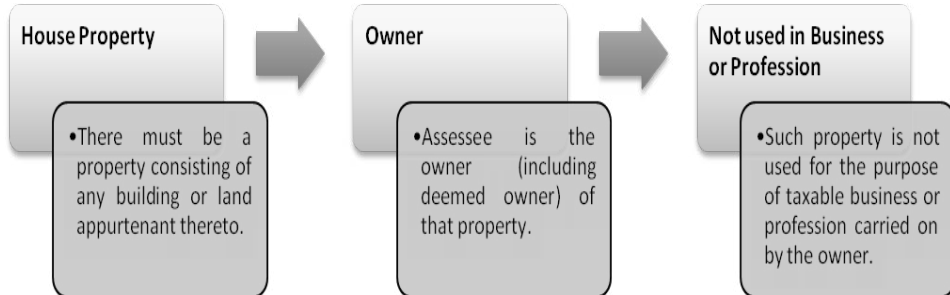 House Property
•There must be a
property consisting of
any building or land
appurtenant thereto.
Owner
•Assessee is the
owner (including
deemed owner) of
that property.
Not used in Business
or Profession
•Such property is not
used for the purpose
of taxable business or
profession carried on
by the owner.